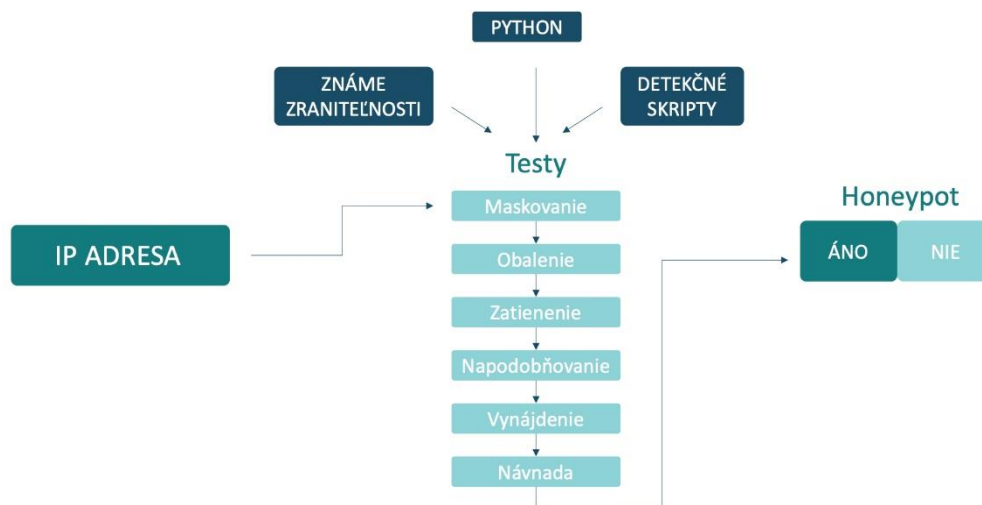 PYTHON
ZNÁME
ZRANITEĽNOSTI
DETEKČNÉ
SKRIPTY
Testy
Maskovanie
Obalenie
Zatienenie
Napodobňovanie
Vynájdenie
Návnada
IP ADRESA
Honeypot
ÁNO
NIE